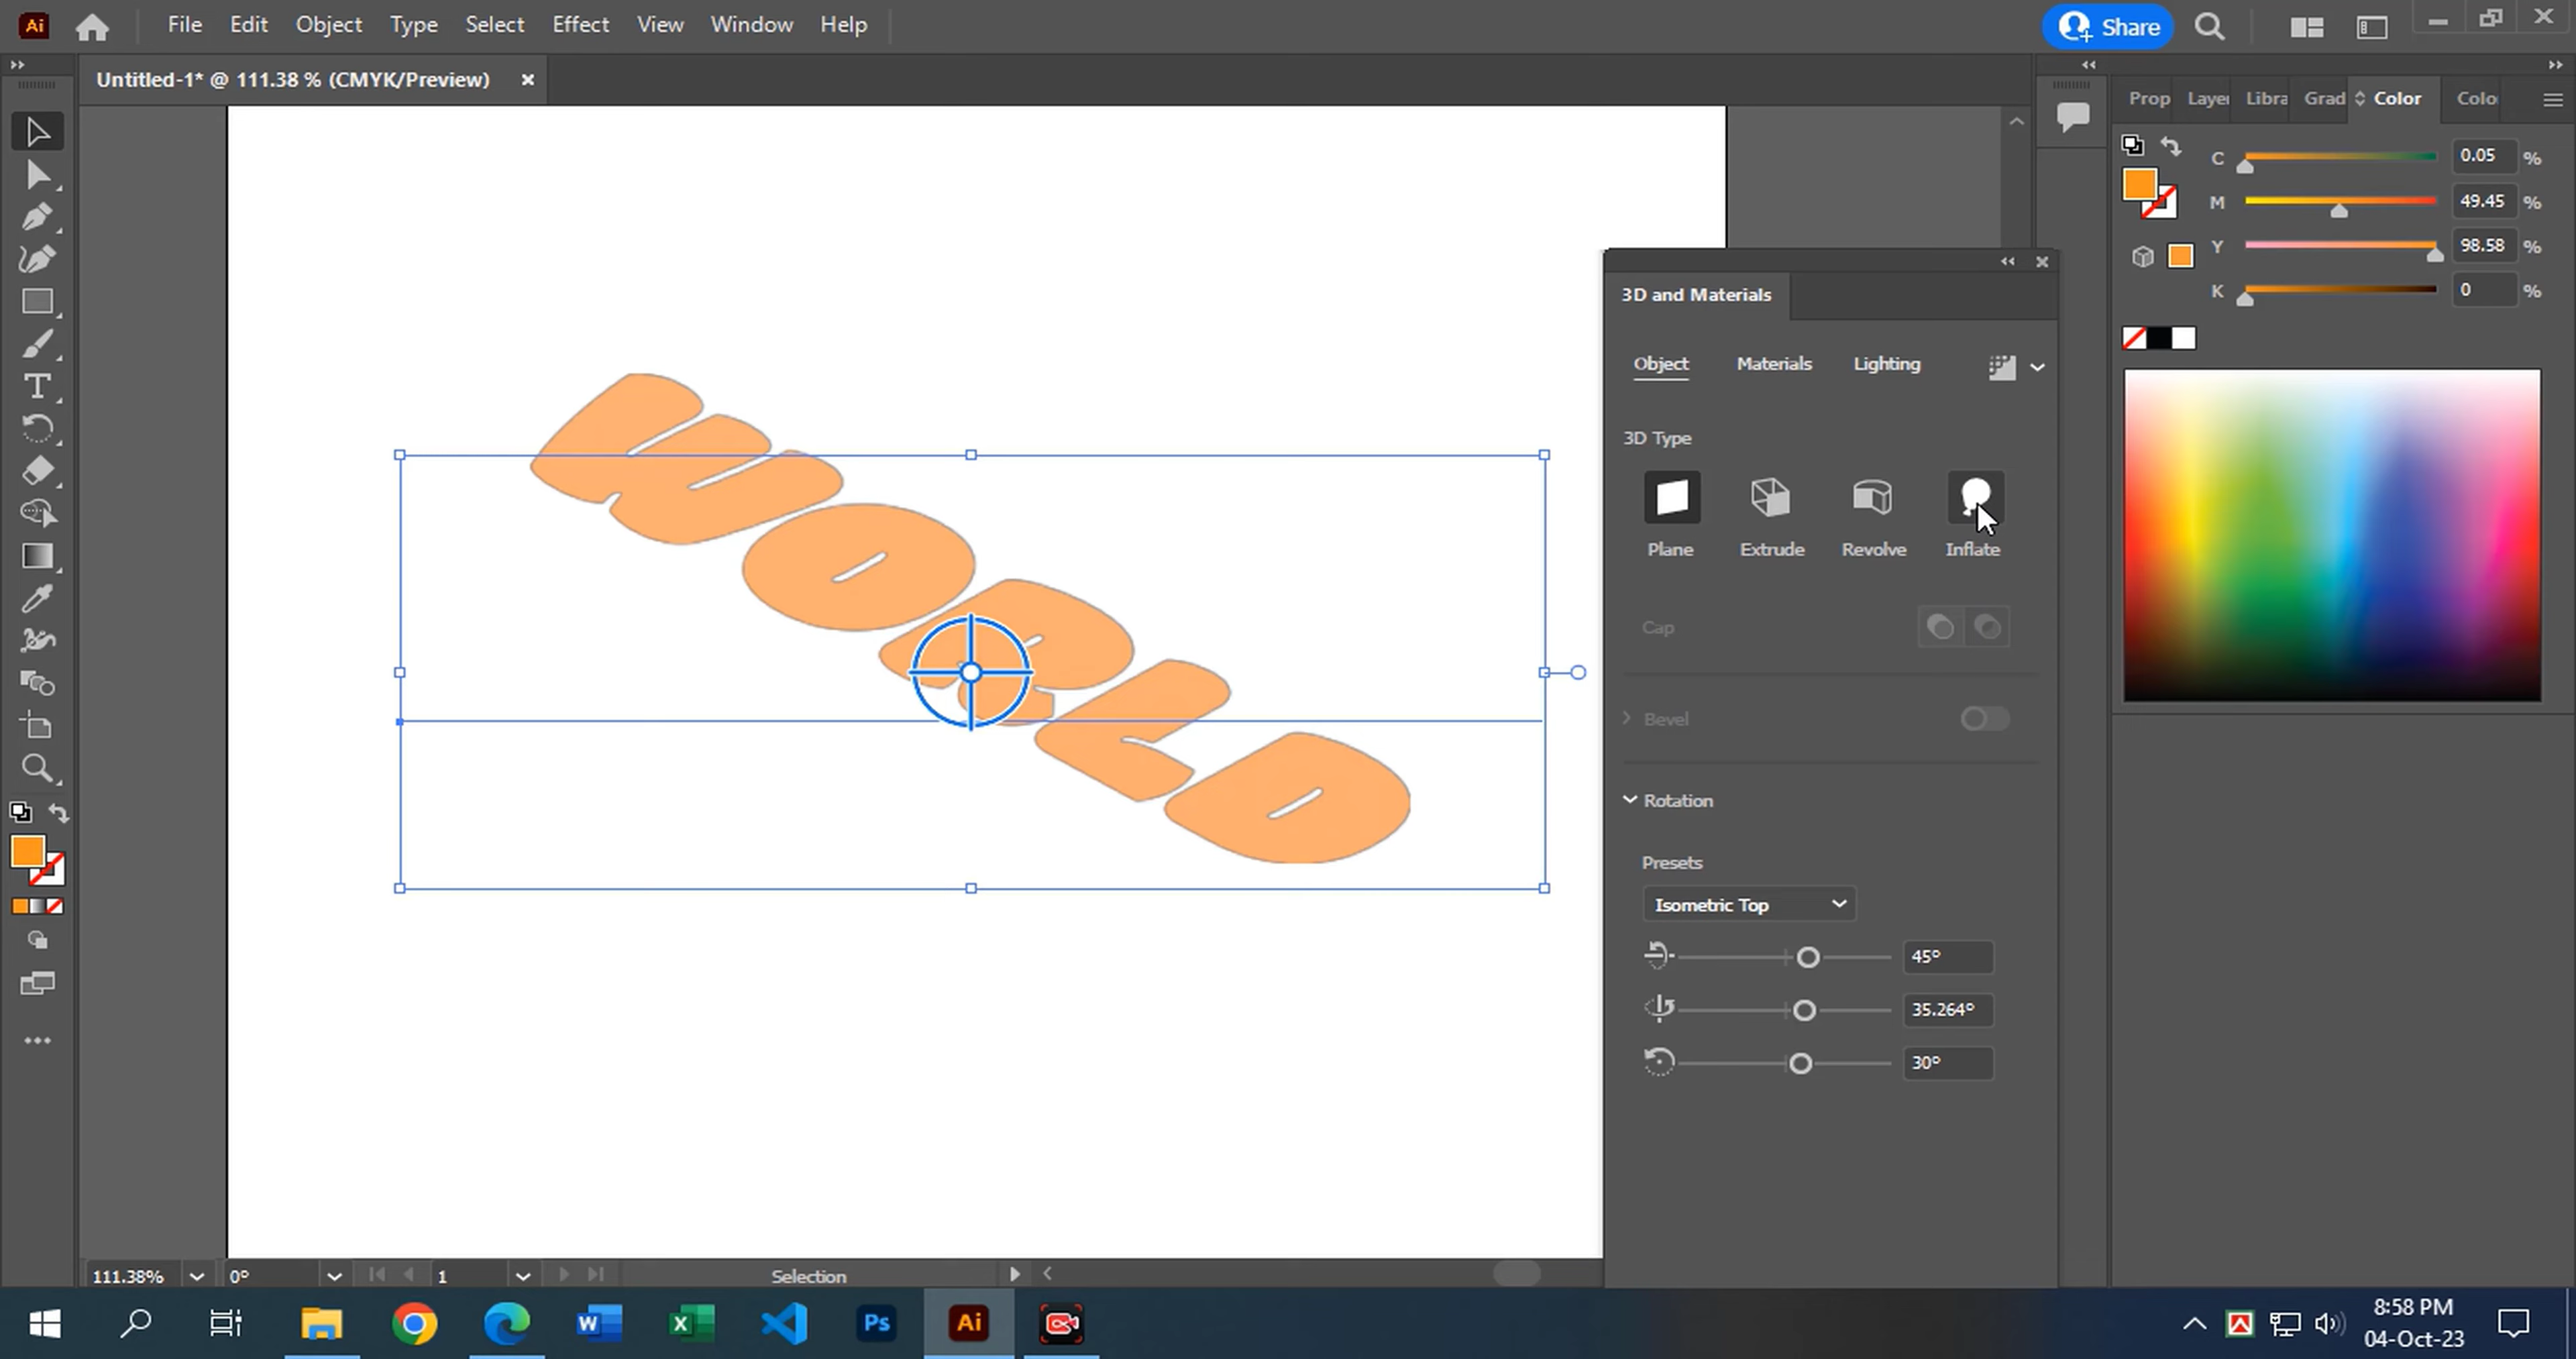 Ai File Edit Object Type Select Effect View Window Help Share
Untitled-1* @ 111.38 % (CMYK/Preview)
Prop Laye Libra Grad Color Colo
C 0.05 %
M 49.45 %
Y 98.58 %
K 0 %
3D and Materials
Object Materials Lighting
3D Type
Plane Extrude Revolve Inflate
Cap
Bevel
Rotation
Presets
Isometric Top
45°
35.264°
30°
WORLD
T
111.38% 0° 1 Selection
W X Ps Ai
8:58 PM
04-Oct-23